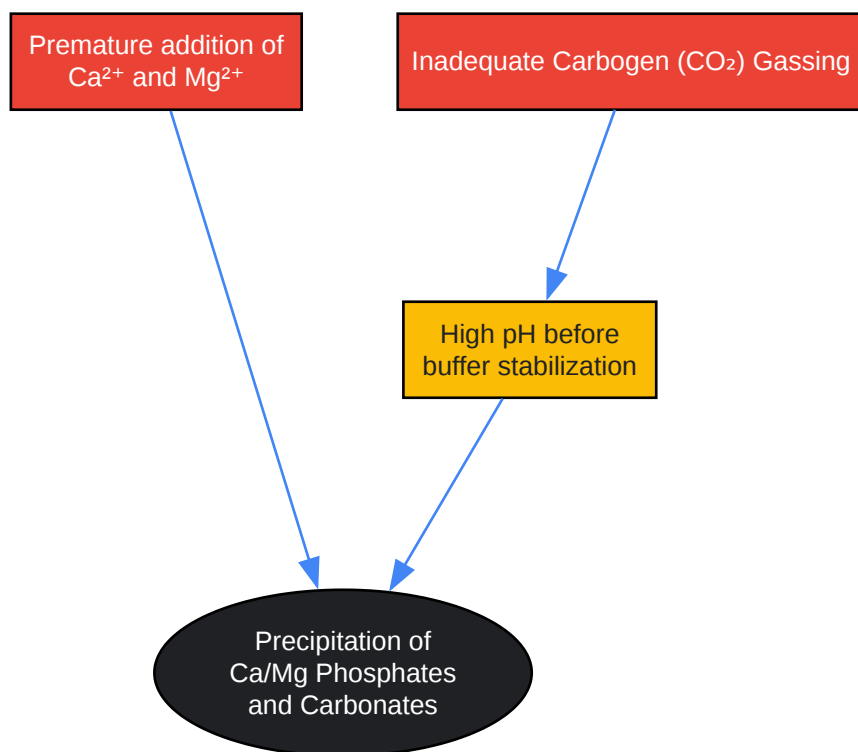 Premature addition of
Ca²⁺ and Mg²⁺
Inadequate Carbogen (CO₂) Gassing
High pH before
buffer stabilization
Precipitation of
Ca/Mg Phosphates
and Carbonates